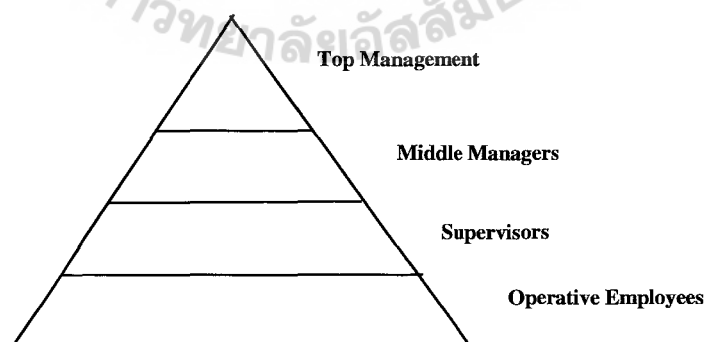 Top Management
Middle Managers
Supervisors
Operative Employees